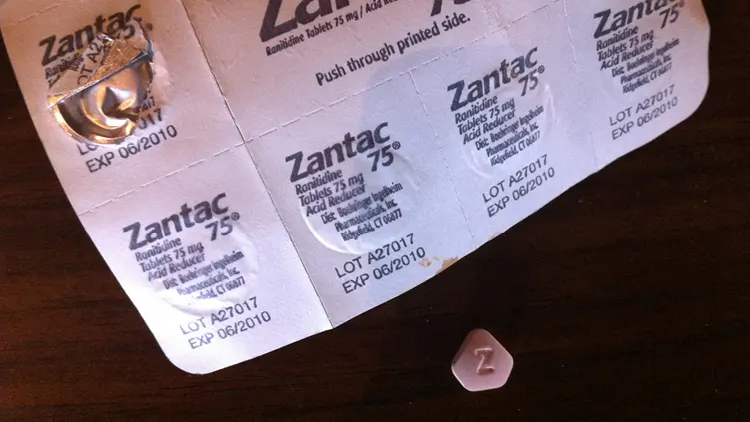 Zantac
Ranitidine Tablets 75 mg / Acid Reducer
Push through printed side.
Zantac
75
LOT A27017
EXP 06/2010
Zantac
75®
Ranitidine
Tablets 75 mg
Acid Reducer
Dist: Boehringer Ingelheim
Pharmaceuticals, Inc.
Ridgefield, CT 06877
LOT A27017
EXP 06/2010
Zantac
75®
Ranitidine
Tablets 75 mg
Acid Reducer
Dist: Boehringer Ingelheim
Pharmaceuticals, Inc.
Ridgefield, CT 06877
LOT A27017
EXP 06/2010
Zantac
75®
Ranitidine
Tablets 75 mg
Acid Reducer
Dist: Boehringer Ingelheim
Pharmaceuticals, Inc.
Ridgefield, CT 06877
LOT A27017
EXP 06/2010
Zantac
75®
Ranitidine
Tablets 75 mg
Acid Reducer
Dist: Boehringer Ingelheim
Pharmaceuticals, Inc.
Ridgefield, CT 06877
LOT A27017
EXP 06/2010
Z